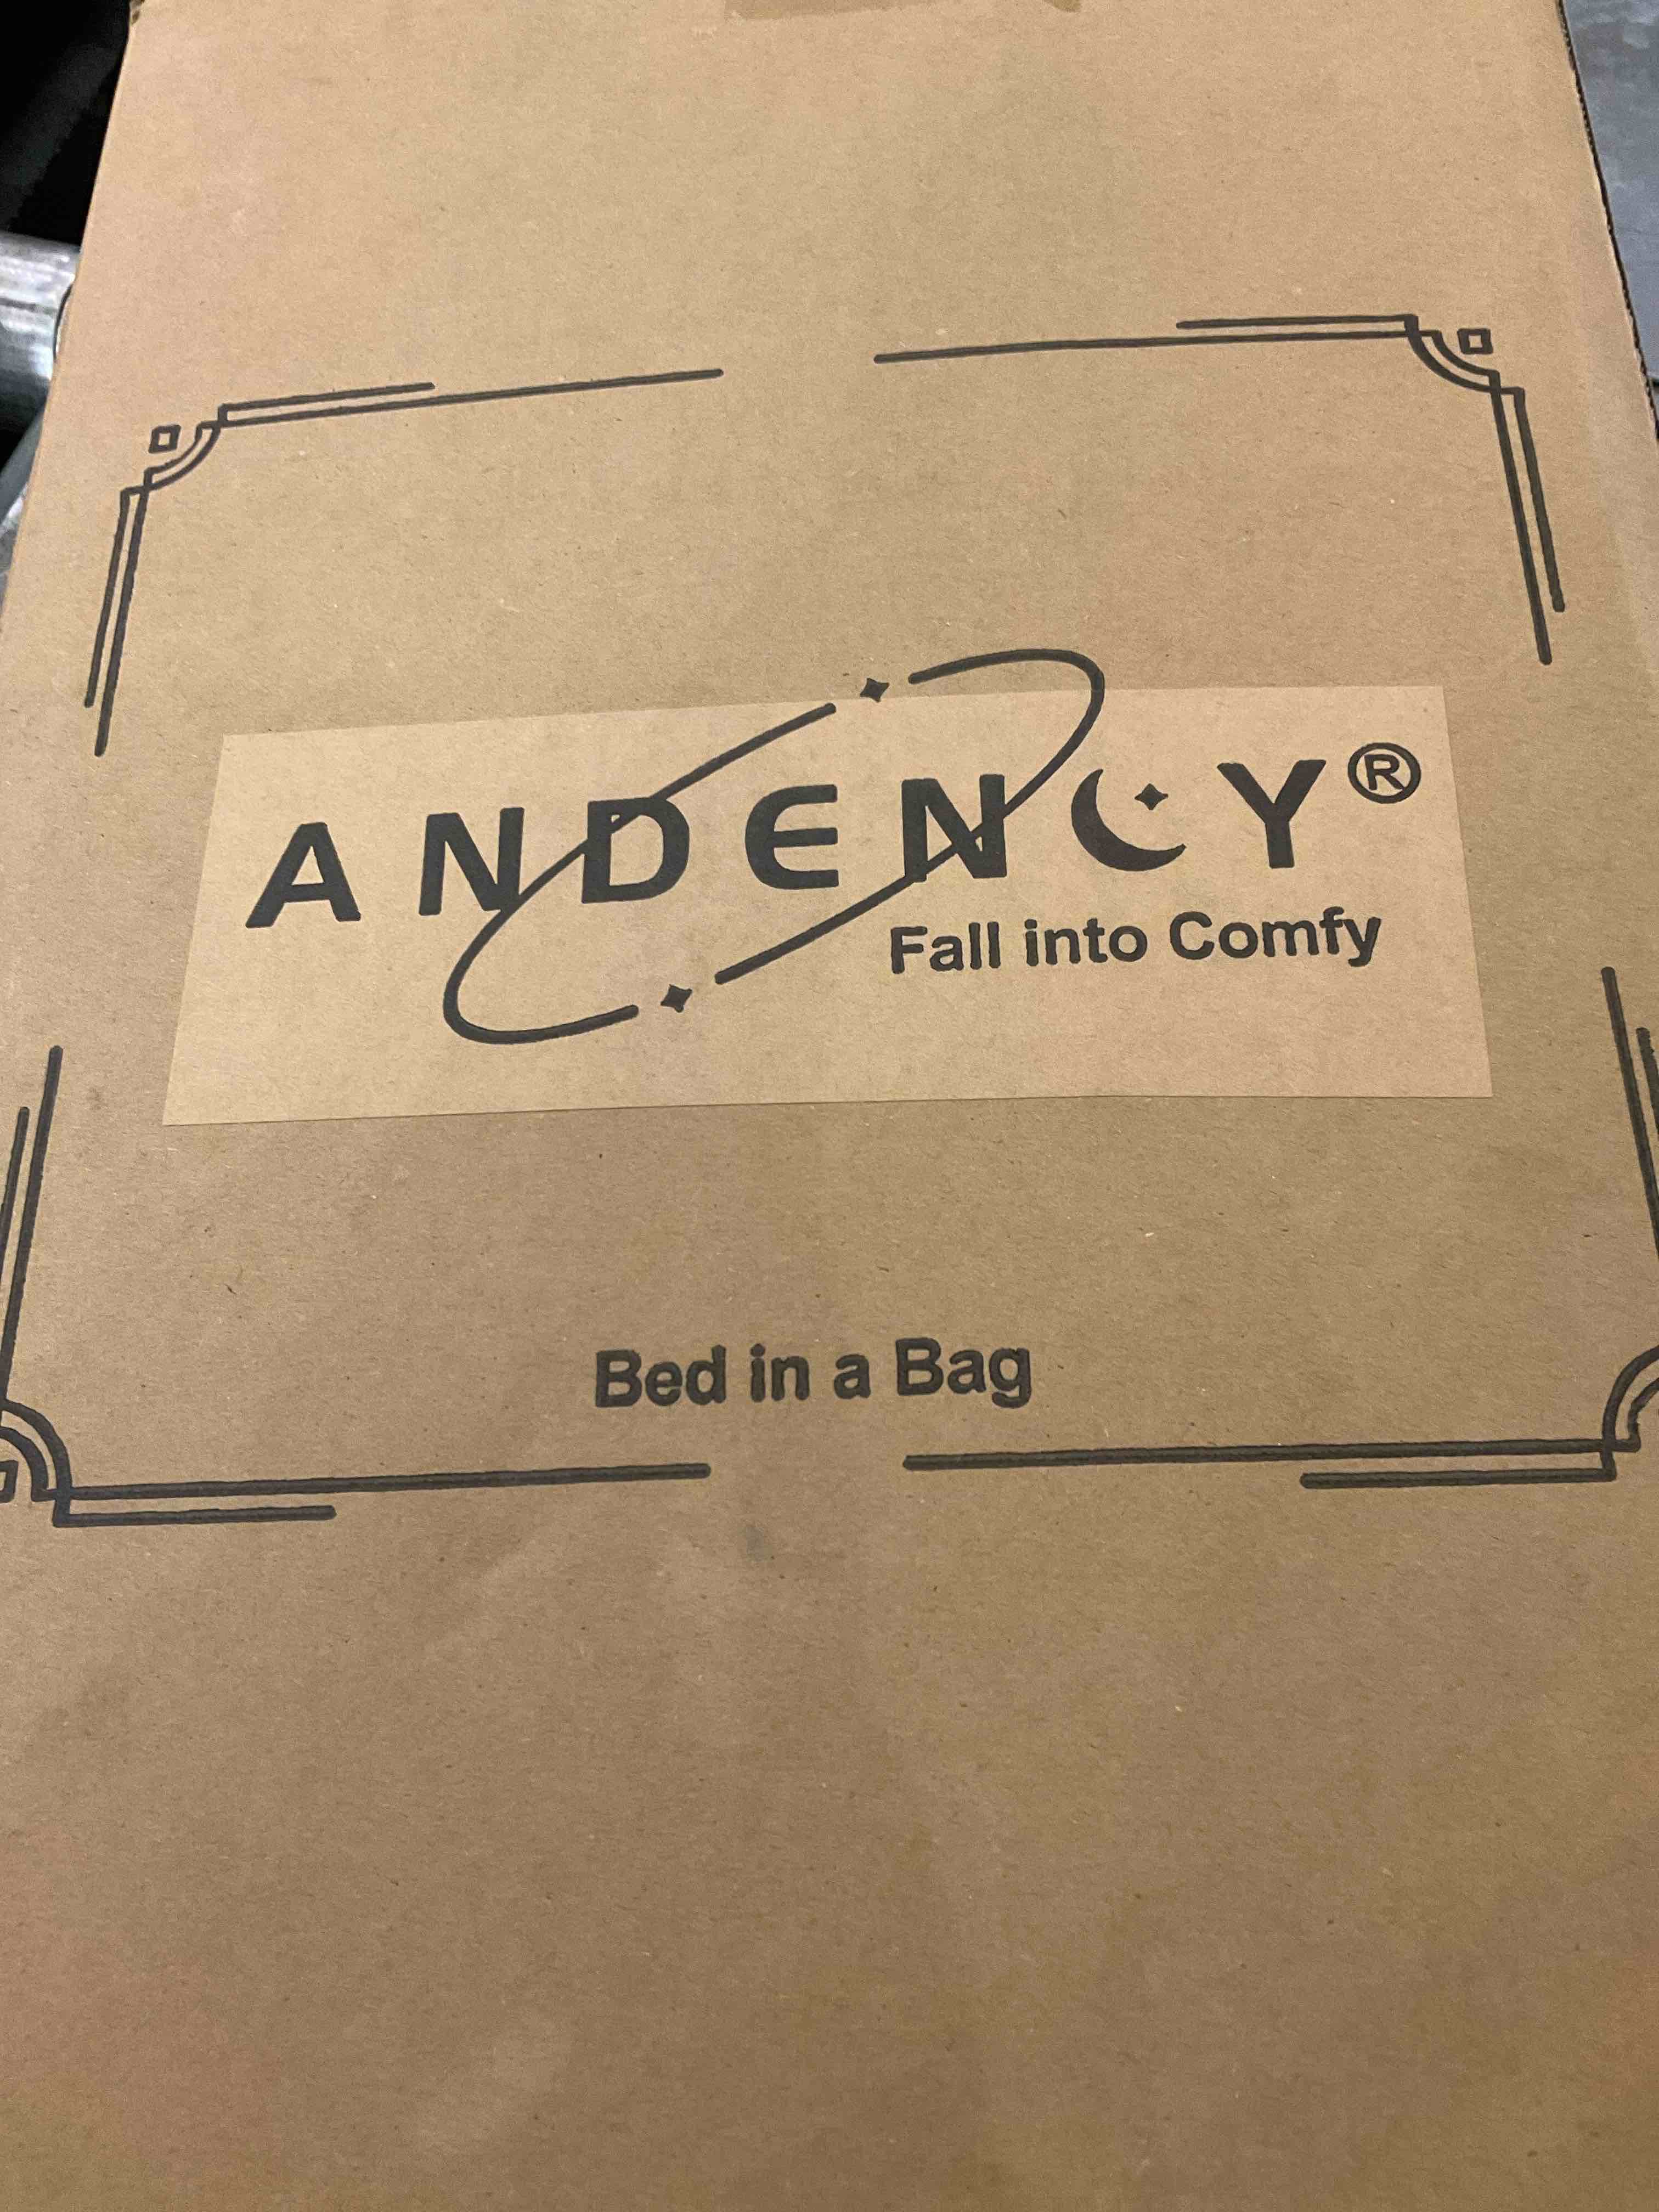 ANDENCY®
Fall into Comfy
Bed in a Bag